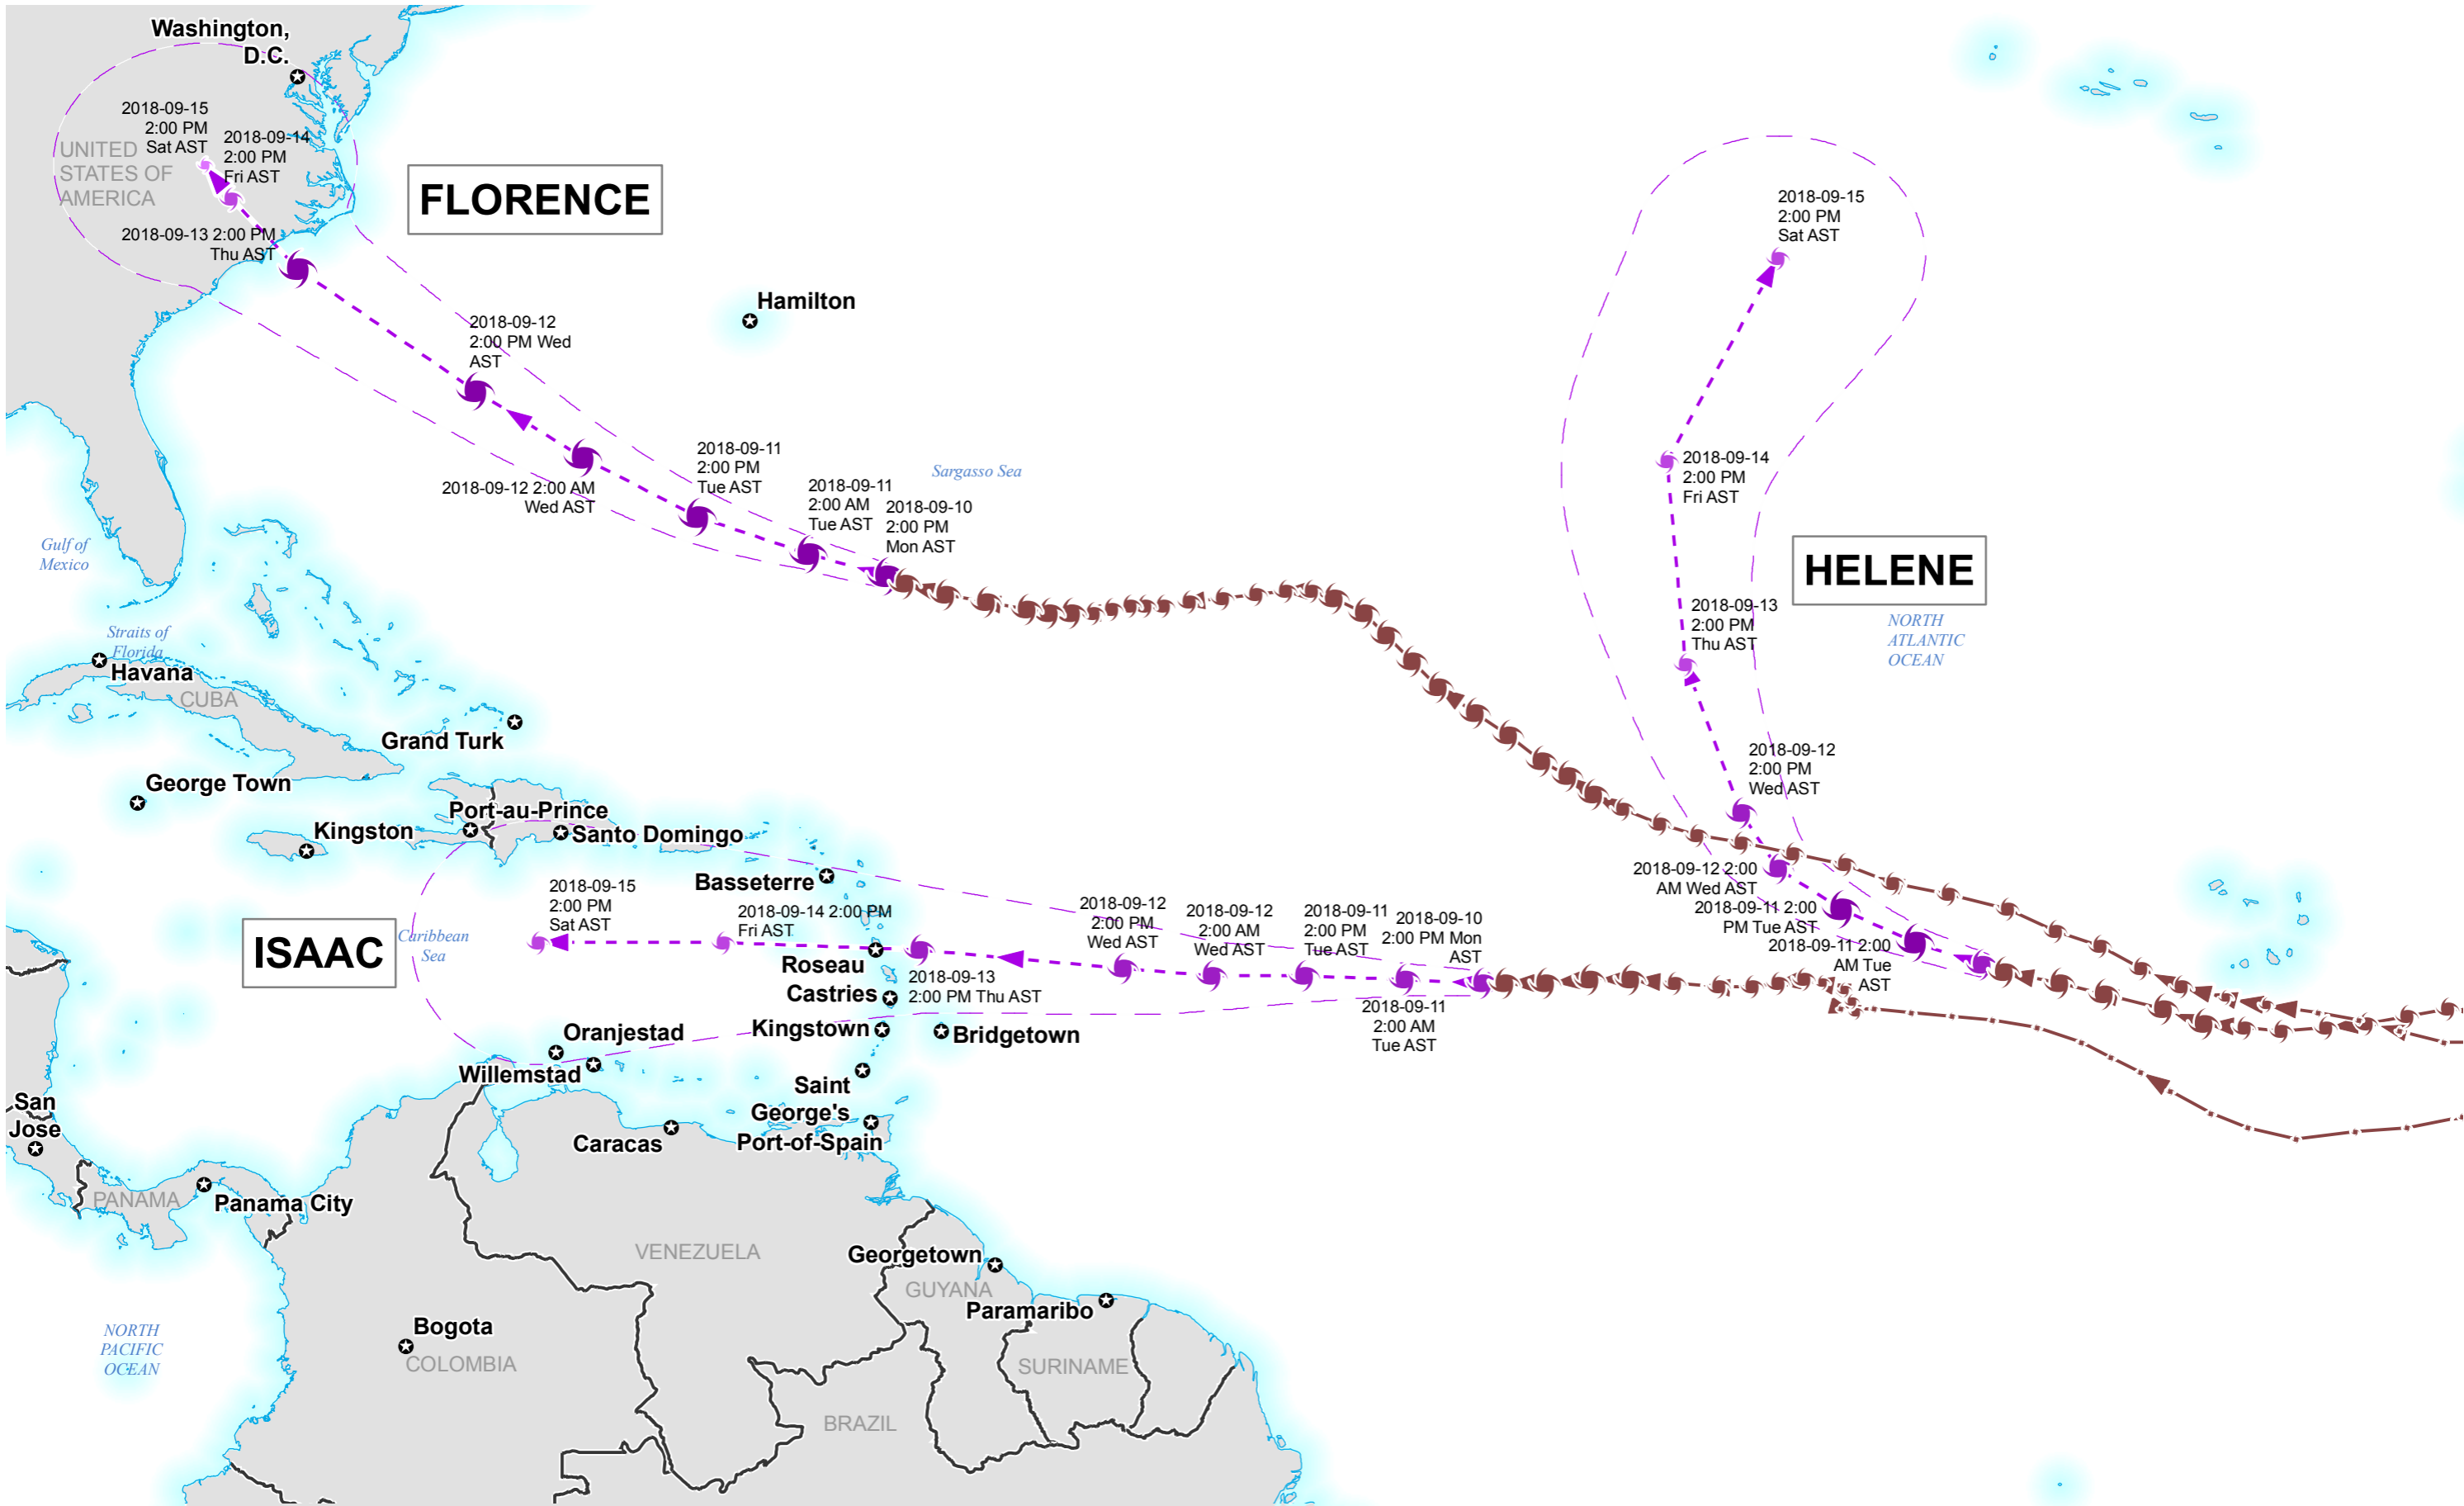 Washington,
D.C.
2018-09-15
2:00 PM
Sat AST
2018-09-14
2:00 PM
Fri AST
UNITED
STATES OF
AMERICA
2018-09-13 2:00 PM
Thu AST
FLORENCE
Hamilton
2018-09-12
2:00 PM Wed
AST
2018-09-12 2:00 AM
Wed AST
2018-09-11
2:00 PM
Tue AST
2018-09-11
2:00 AM
Tue AST
2018-09-10
2:00 PM
Mon AST
Sargasso Sea
2018-09-15
2:00 PM
Sat AST
2018-09-14
2:00 PM
Fri AST
HELENE
2018-09-13
2:00 PM
Thu AST
NORTH
ATLANTIC
OCEAN
2018-09-12
2:00 PM
Wed AST
2018-09-12 2:00
AM Wed AST
2018-09-11 2:00
PM Tue AST
2018-09-11 2:00
AM Tue
AST
Gulf of
Mexico
Straits of
Florida
Havana
CUBA
Grand Turk
George Town
Kingston
Port-au-Prince
Santo Domingo
Basseterre
ISAAC
Caribbean
Sea
2018-09-15
2:00 PM
Sat AST
2018-09-14 2:00 PM
Fri AST
2018-09-13
2:00 PM Thu AST
2018-09-12
2:00 PM
Wed AST
2018-09-12
2:00 AM
Wed AST
2018-09-11
2:00 PM
Tue AST
2018-09-10
2:00 PM Mon
AST
2018-09-11
2:00 AM
Tue AST
Roseau
Castries
Kingstown
Bridgetown
Oranjestad
Willemstad
Saint
George's
Port-of-Spain
Caracas
San
Jose
PANAMA
Panama City
VENEZUELA
Georgetown
GUYANA
Paramaribo
SURINAME
Bogota
COLOMBIA
BRAZIL
NORTH
PACIFIC
OCEAN